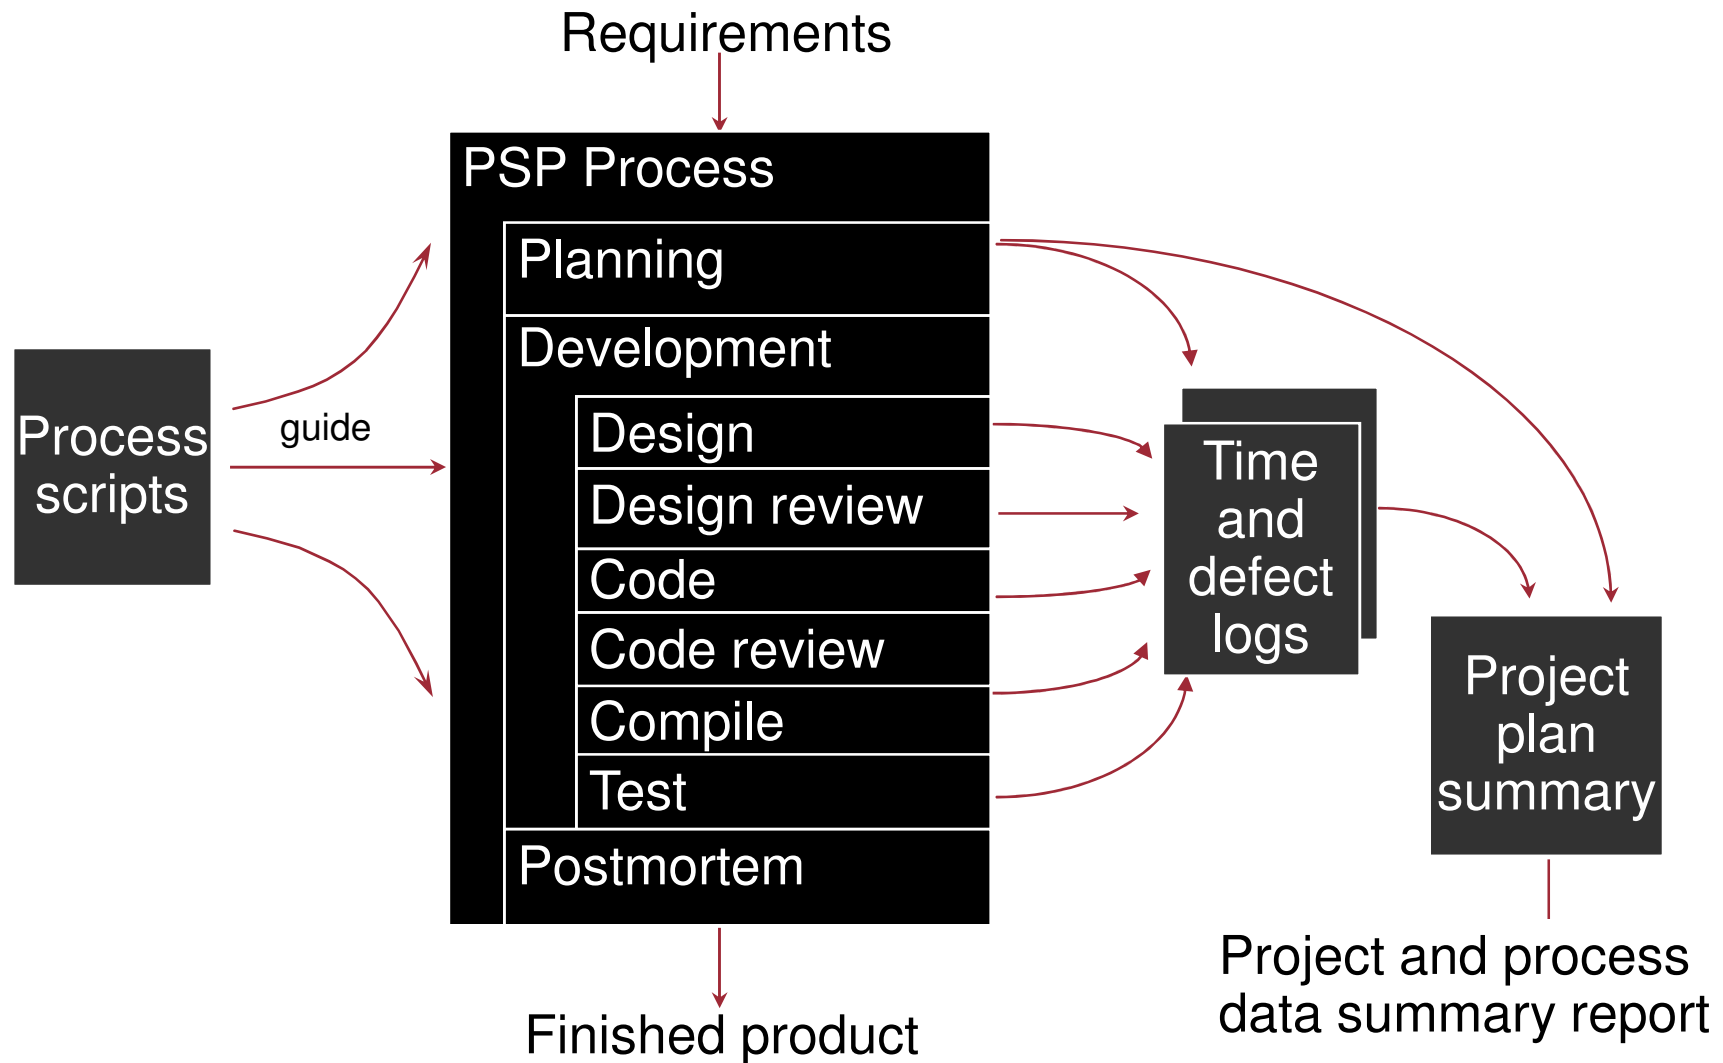 Requirements
PSP Process
Planning
Development
Design
Design review
Code
Code review
Compile
Test
Postmortem
Process
scripts
guide
Time
and
defect
logs
Project
plan
summary
Project and process
data summary report
Finished product